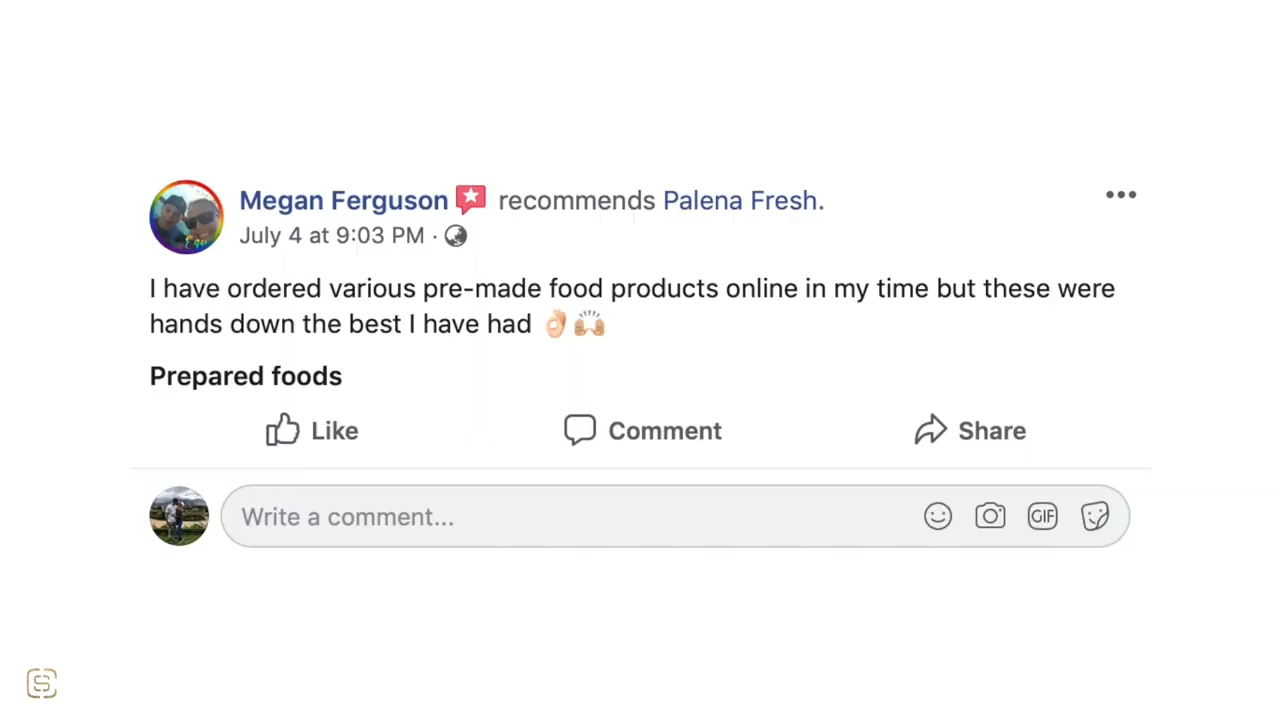 Megan Ferguson recommends Palena Fresh.
July 4 at 9:03 PM ·
I have ordered various pre-made food products online in my time but these were
hands down the best I have had 👌🏻🙌🏼
Prepared foods
Like Comment Share
Write a comment... GIF